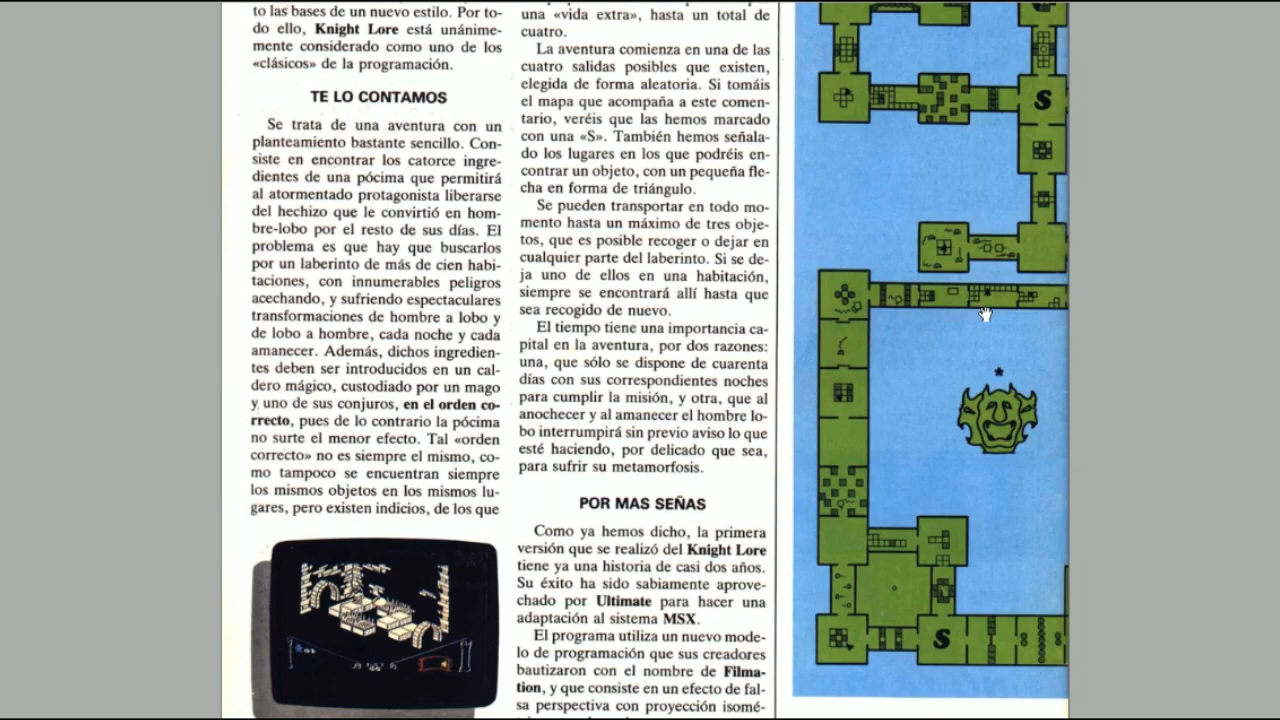 to las bases de un nuevo estilo. Por to-
do ello, Knight Lore está unánime-
mente considerado como uno de los
«clásicos» de la programación.
TE LO CONTAMOS
Se trata de una aventura con un
planteamiento bastante sencillo. Con-
siste en encontrar los catorce ingre-
dientes de una pócima que permitirá
al atormentado protagonista liberarse
del hechizo que le convirtió en hom-
bre-lobo por el resto de sus días. El
problema es que hay que buscarlos
por un laberinto de más de cien habi-
taciones, con innumerables peligros
acechando, y sufriendo espectaculares
transformaciones de hombre a lobo y
de lobo a hombre, cada noche y cada
amanecer. Además, dichos ingredien-
tes deben ser introducidos en un cal-
dero mágico, custodiado por un mago
y uno de sus conjuros, en el orden co-
rrecto, pues de lo contrario la pócima
no surte el menor efecto. Tal «orden
correcto» no es siempre el mismo, co-
mo tampoco se encuentran siempre
los mismos objetos en los mismos lu-
gares, pero existen indicios, de los que
una «vida extra», hasta un total de
cuatro.
La aventura comienza en una de las
cuatro salidas posibles que existen,
elegida de forma aleatoria. Si tomáis
el mapa que acompaña a este comen-
tario, veréis que las hemos marcado
con una «S». También hemos señala-
do los lugares en los que podréis en-
contrar un objeto, con un pequeña fle-
cha en forma de triángulo.
Se pueden transportar en todo mo-
mento hasta un máximo de tres obje-
tos, que es posible recoger o dejar en
cualquier parte del laberinto. Si se de-
ja uno de ellos en una habitación,
siempre se encontrará allí hasta que
sea recogido de nuevo.
El tiempo tiene una importancia ca-
pital en la aventura, por dos razones:
una, que sólo se dispone de cuarenta
días con sus correspondientes noches
para cumplir la misión, y otra, que al
anochecer y al amanecer el hombre lo-
bo interrumpirá sin previo aviso lo que
esté haciendo, por delicado que sea,
para sufrir su metamorfosis.
POR MAS SEÑAS
Como ya hemos dicho, la primera
versión que se realizó del Knight Lore
tiene ya una historia de casi dos años.
Su éxito ha sido sabiamente aprove-
chado por Ultimate para hacer una
adaptación al sistema MSX.
El programa utiliza un nuevo mode-
lo de programación que sus creadores
bautizaron con el nombre de Filma-
tion, y que consiste en un efecto de fal-
sa perspectiva con proyección isomé-
S
*
S